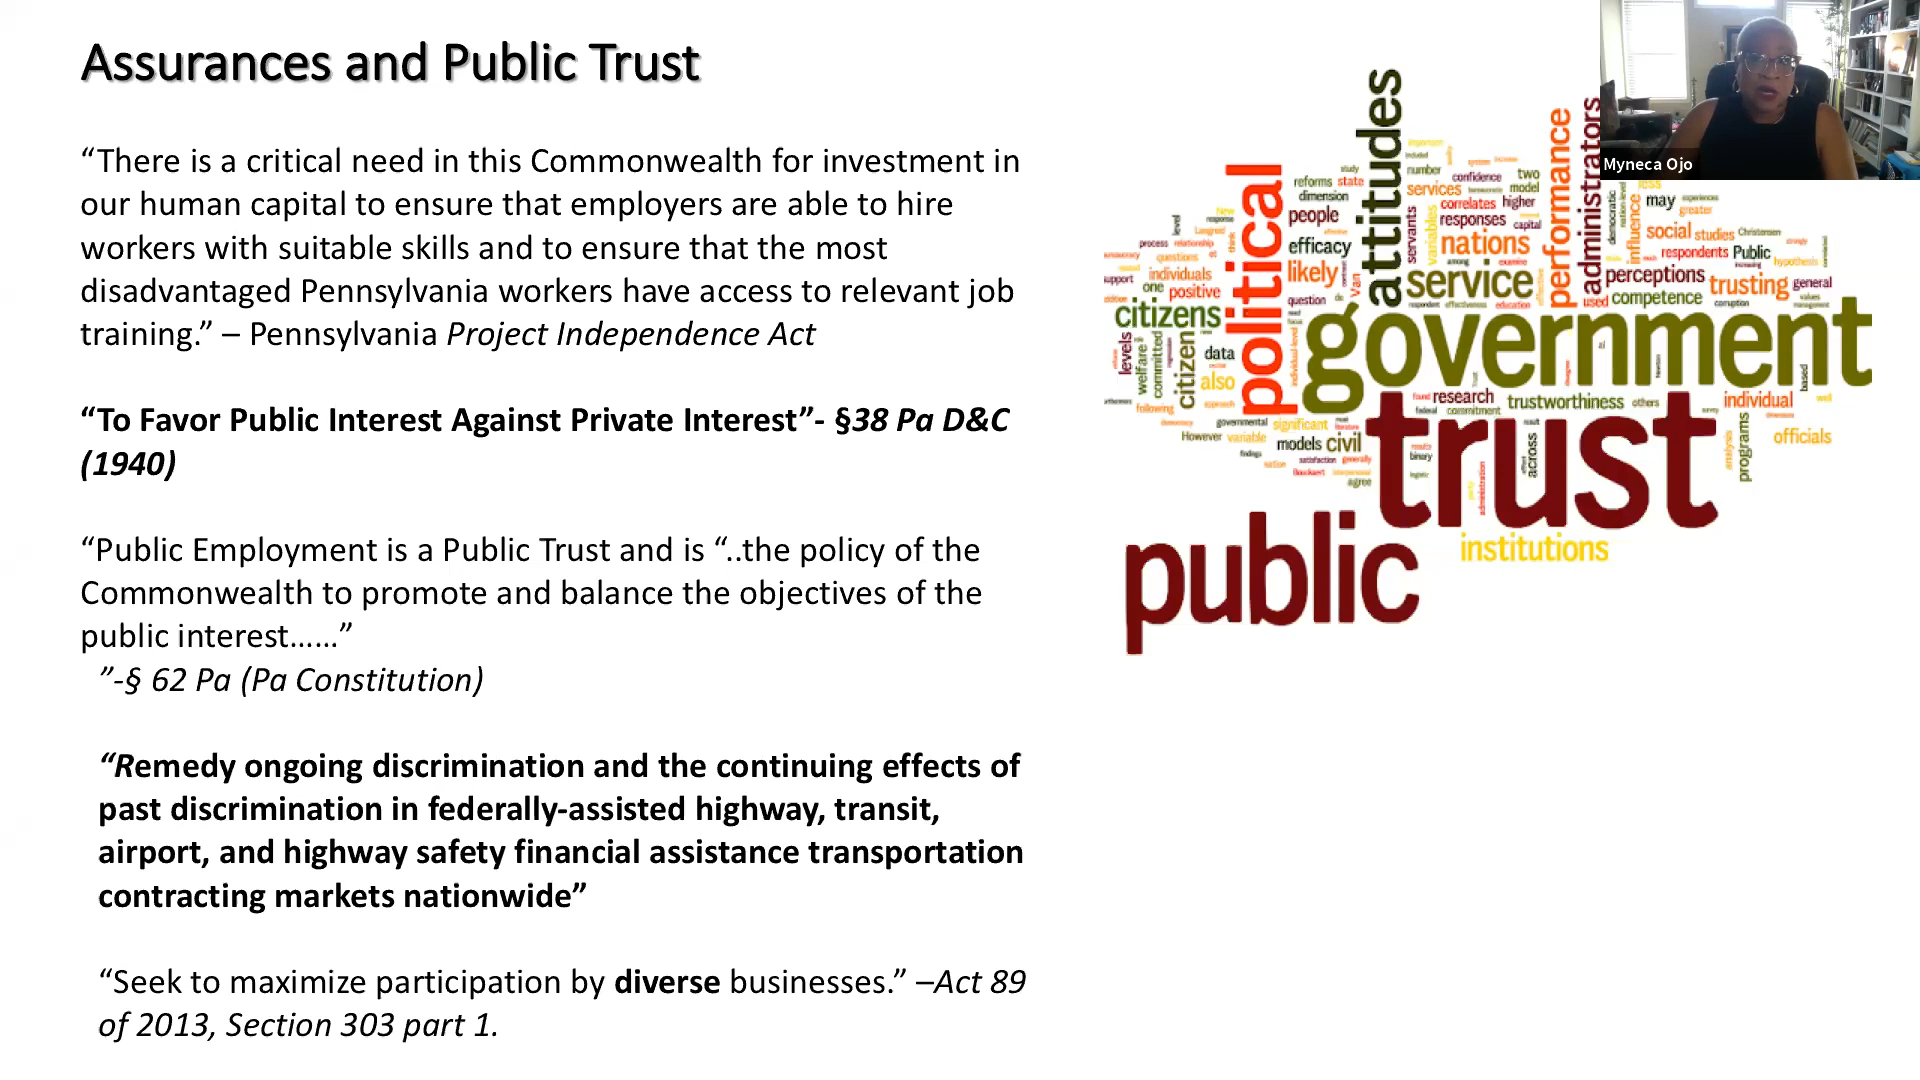 Assurances and Public Trust
“There is a critical need in this Commonwealth for investment in
our human capital to ensure that employers are able to hire
workers with suitable skills and to ensure that the most
disadvantaged Pennsylvania workers have access to relevant job
training.” – Pennsylvania Project Independence Act
“To Favor Public Interest Against Private Interest”- §38 Pa D&C
(1940)
“Public Employment is a Public Trust and is “..the policy of the
Commonwealth to promote and balance the objectives of the
public interest……”
”-§ 62 Pa (Pa Constitution)
“Remedy ongoing discrimination and the continuing effects of
past discrimination in federally-assisted highway, transit,
airport, and highway safety financial assistance transportation
contracting markets nationwide”
“Seek to maximize participation by diverse businesses.” –Act 89
of 2013, Section 303 part 1.
Myneca Ojo
attitudes
performance
administrators
political
government
trust
public
institutions
service
nations
citizens
citizen
study
reforms state
dimension
people
efficacy
likely
question
number
confidence
services
two
model
correlates higher
responses
capital
servants
variables
level
process
relationship
questions
individuals
one positive
levels
welfare
committed
data
also
following
governmental significant
However variable
models civil
findings
satisfaction generally
agree
binary
across
administration
research
commitment
trustworthiness others
federal
individual
officials
programs
analysis
may
greater
influence
social studies
Christensen
respondents Public
hypothesis
perceptions
trusting general
used competence
corruption
values
democratic
less
based